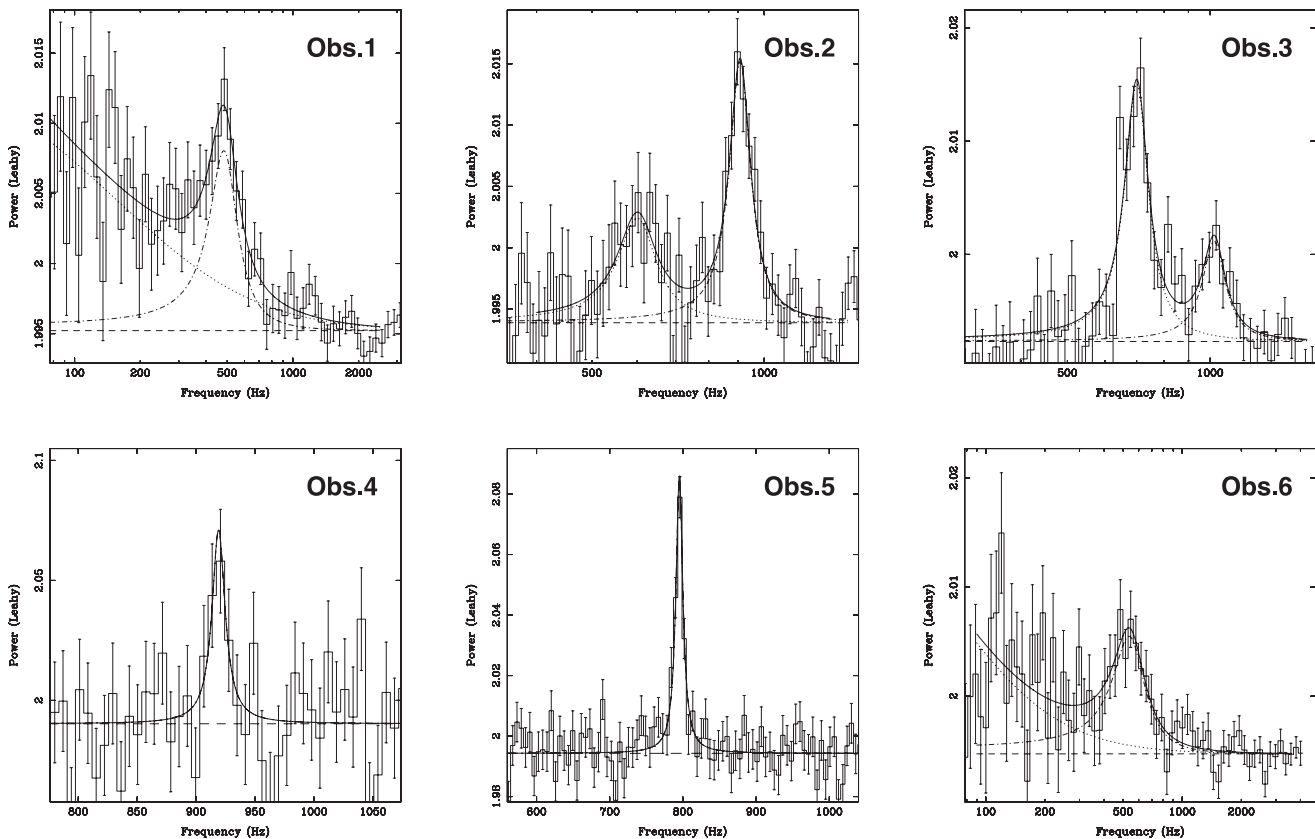 Obs.1
Power (Leahy)
2.015
2.01
2.005
2
1.995
100 200 500 1000 2000
Frequency (Hz)
Obs.2
Power (Leahy)
2.015
2.01
2.005
2
1.995
500 1000
Frequency (Hz)
Obs.3
Power (Leahy)
2.02
2.01
2
500 1000
Frequency (Hz)
Obs.4
Power (Leahy)
2.1
2.05
2
800 850 900 950 1000 1050
Frequency (Hz)
Obs.5
Power (Leahy)
2.08
2.06
2.04
2.02
2
1.98
600 700 800 900 1000
Frequency (Hz)
Obs.6
Power (Leahy)
2.02
2.01
2
100 200 500 1000 2000
Frequency (Hz)